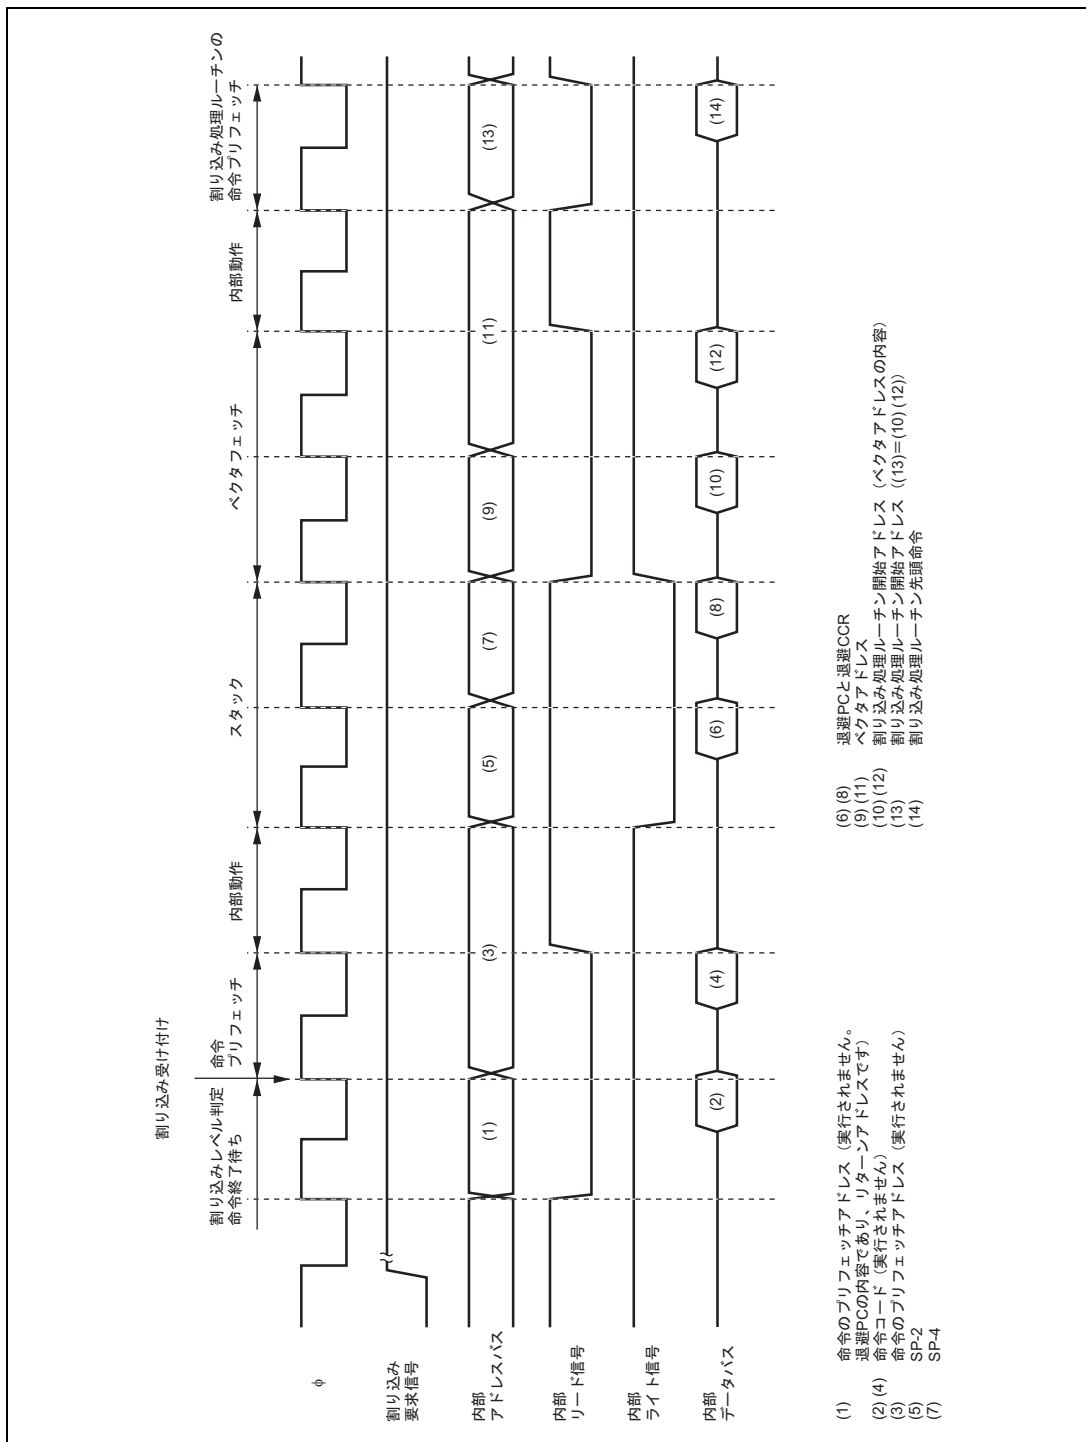 割り込み受け付け
割り込みレベル判定
命令終了待ち
命令
プリフェッチ
内部動作
スタック
ベクタフェッチ
内部動作
割り込み処理ルーチンの
命令プリフェッチ
φ
割り込み
要求信号
内部
アドレスバス
(1)
(3)
(5)
(7)
(9)
(11)
(13)
内部
リード信号
内部
ライト信号
内部
データバス
(2)
(4)
(6)
(8)
(10)
(12)
(14)
(1) 命令のプリフェッチアドレス（実行されません。
退避PCの内容であり、リターンアドレスです）
(2) (4) 命令コード（実行されません）
(3) 命令のプリフェッチアドレス（実行されません）
(5) SP-2
(7) SP-4
(6) (8) 退避PCと退避CCR
(9) (11) ベクタアドレス
(10) (12) 割り込み処理ルーチン開始アドレス（ベクタアドレスの内容）
(13) 割り込み処理ルーチン開始アドレス（(13)＝(10) (12)）
(14) 割り込み処理ルーチン先頭命令